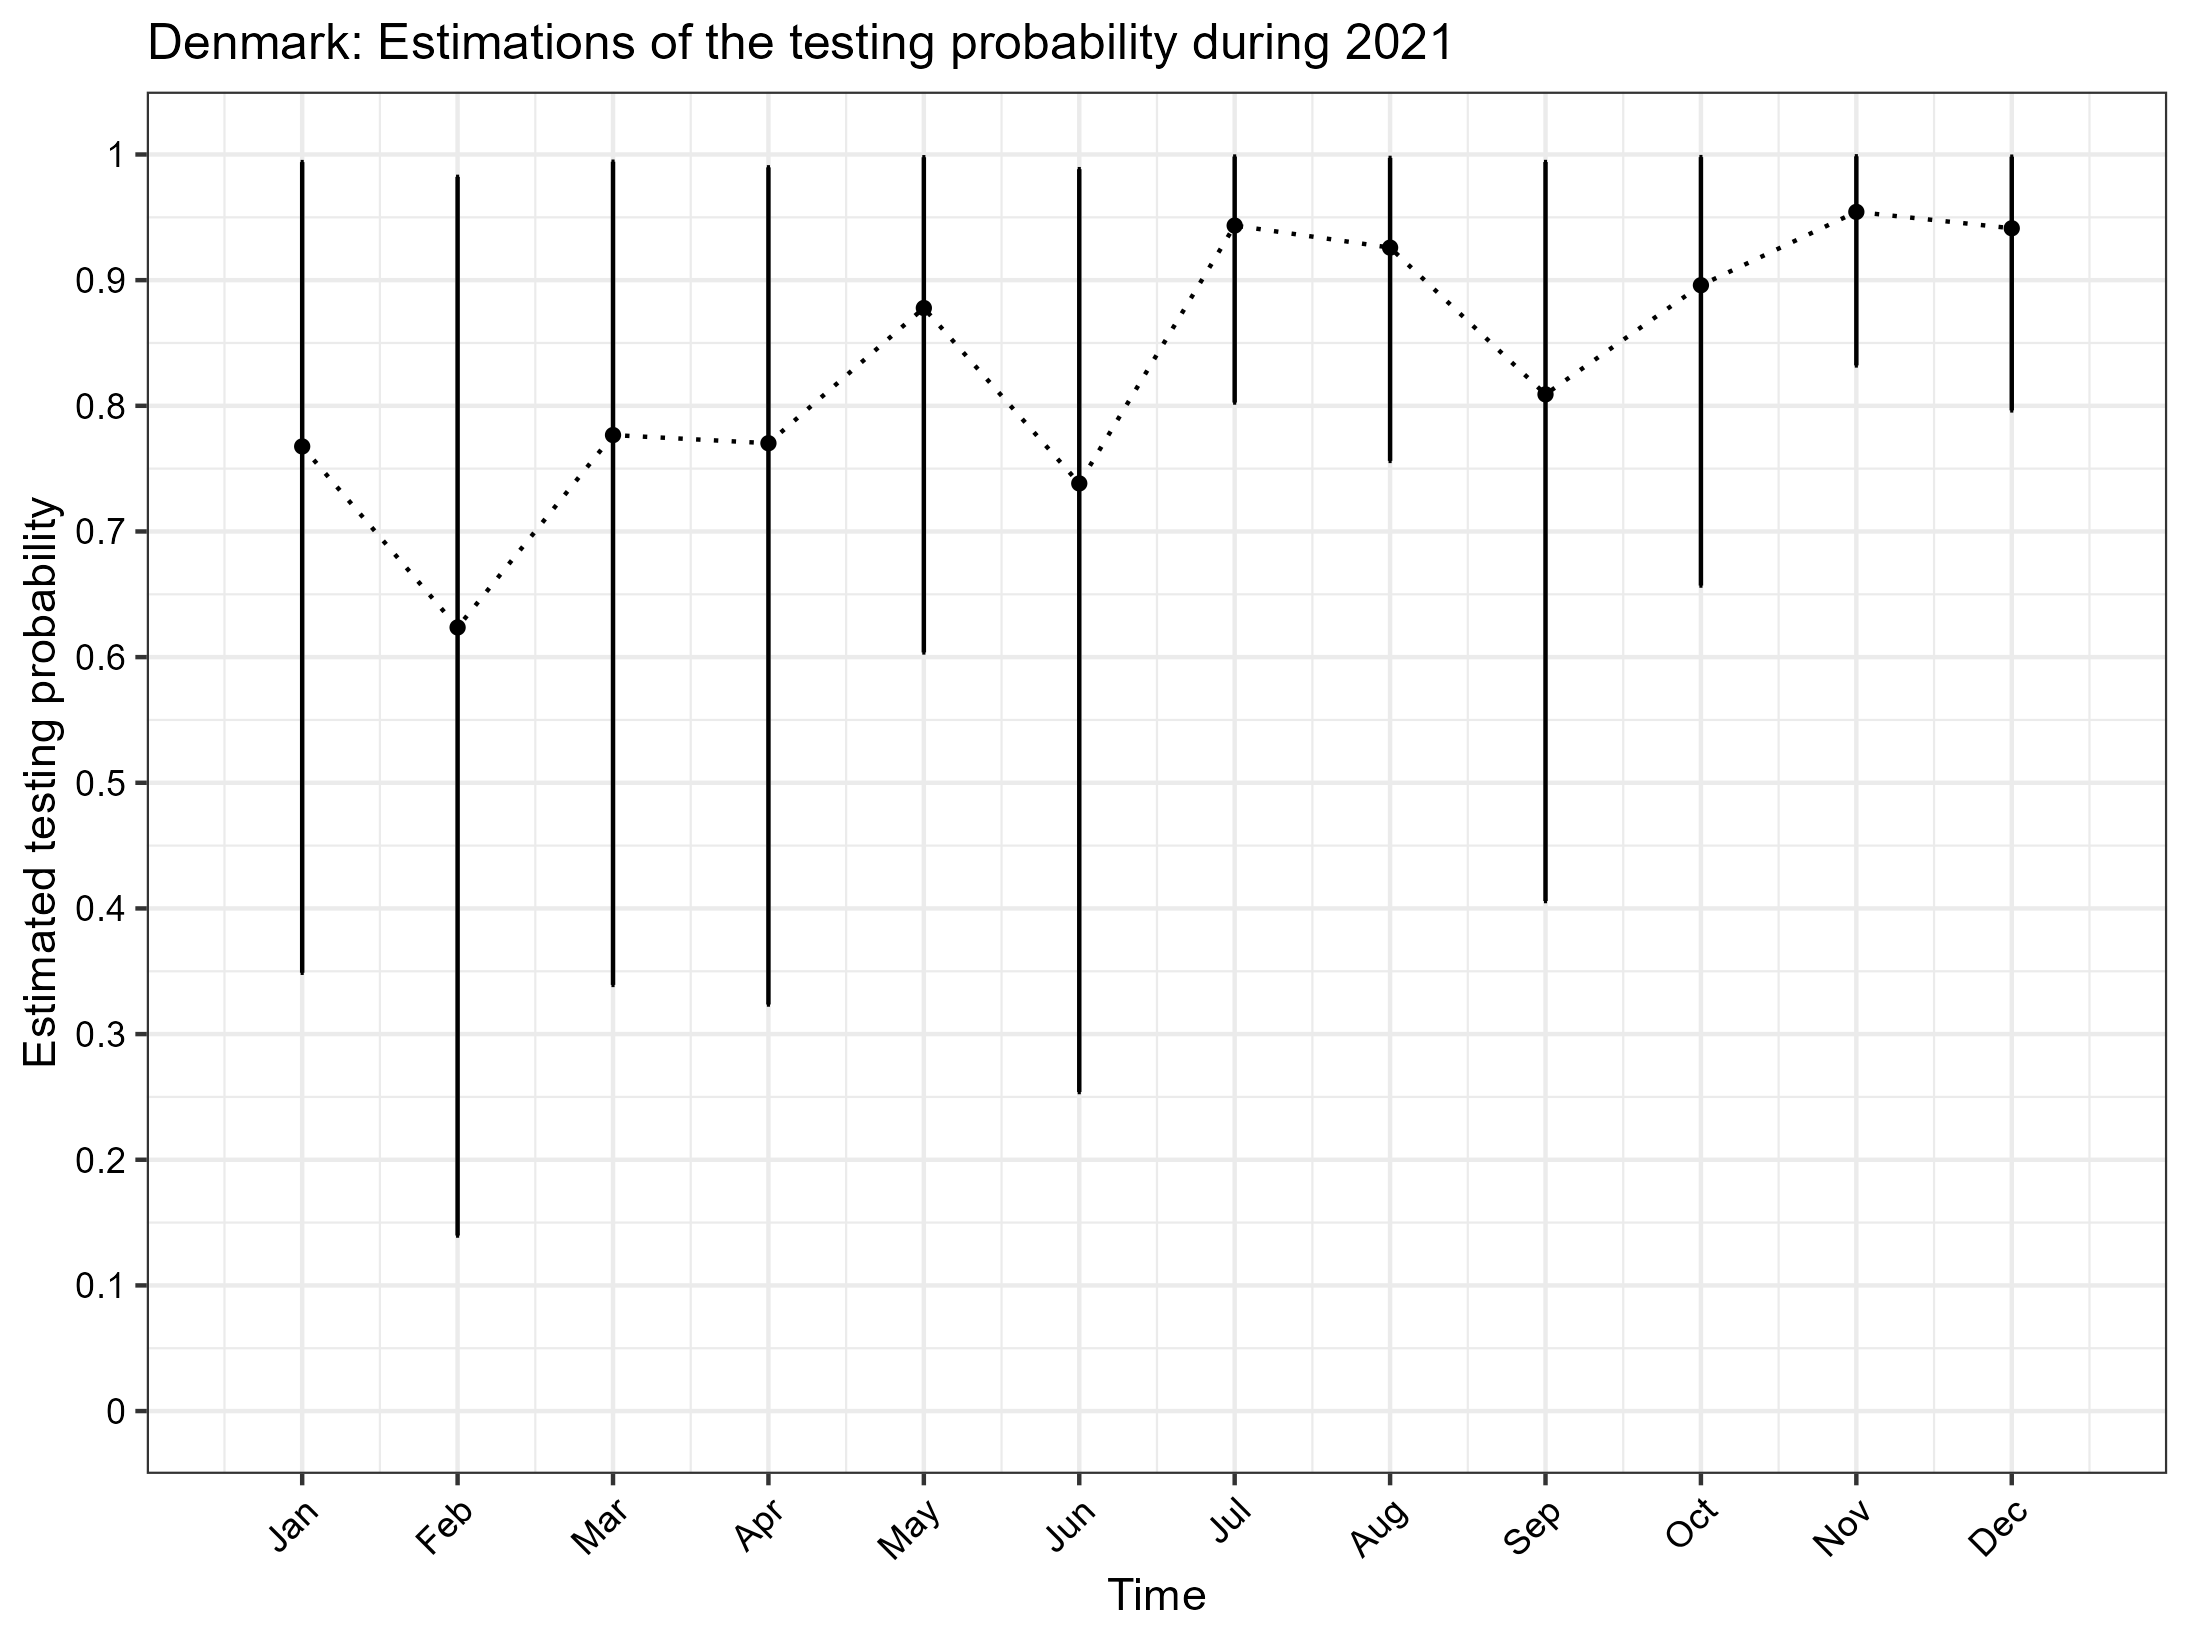 Denmark: Estimations of the testing probability during 2021
Estimated testing probability
1
0.9
0.8
0.7
0.6
0.5
0.4
0.3
0.2
0.1
0
Jan
Feb
Mar
Apr
May
Jun
Jul
Aug
Sep
Oct
Nov
Dec
Time